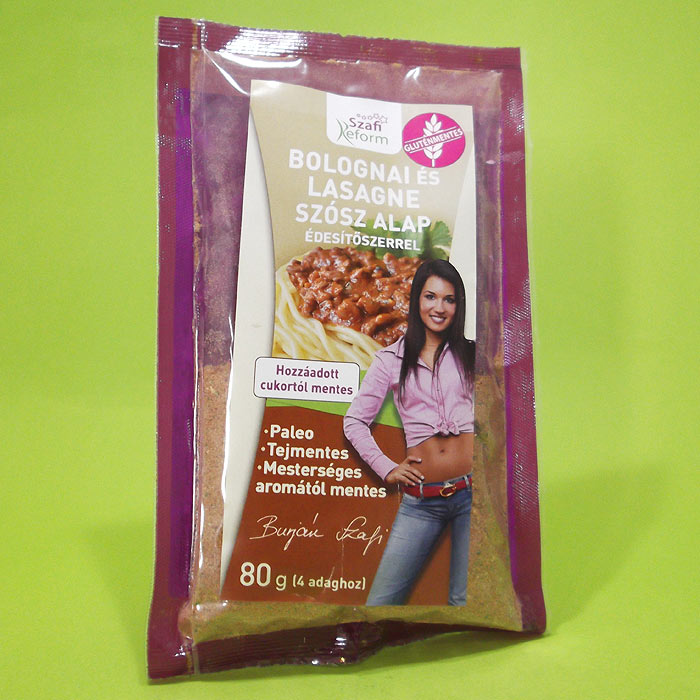 Szafi
Reform
GLUTÉNMENTES
BOLOGNAI ÉS
LASAGNE
SZÓSZ ALAP
ÉDESÍTŐSZERREL
Hozzáadott
cukortól mentes
•Paleo
•Tejmentes
•Mesterséges
aromától mentes
Burján Szafi
80 g (4 adaghoz)